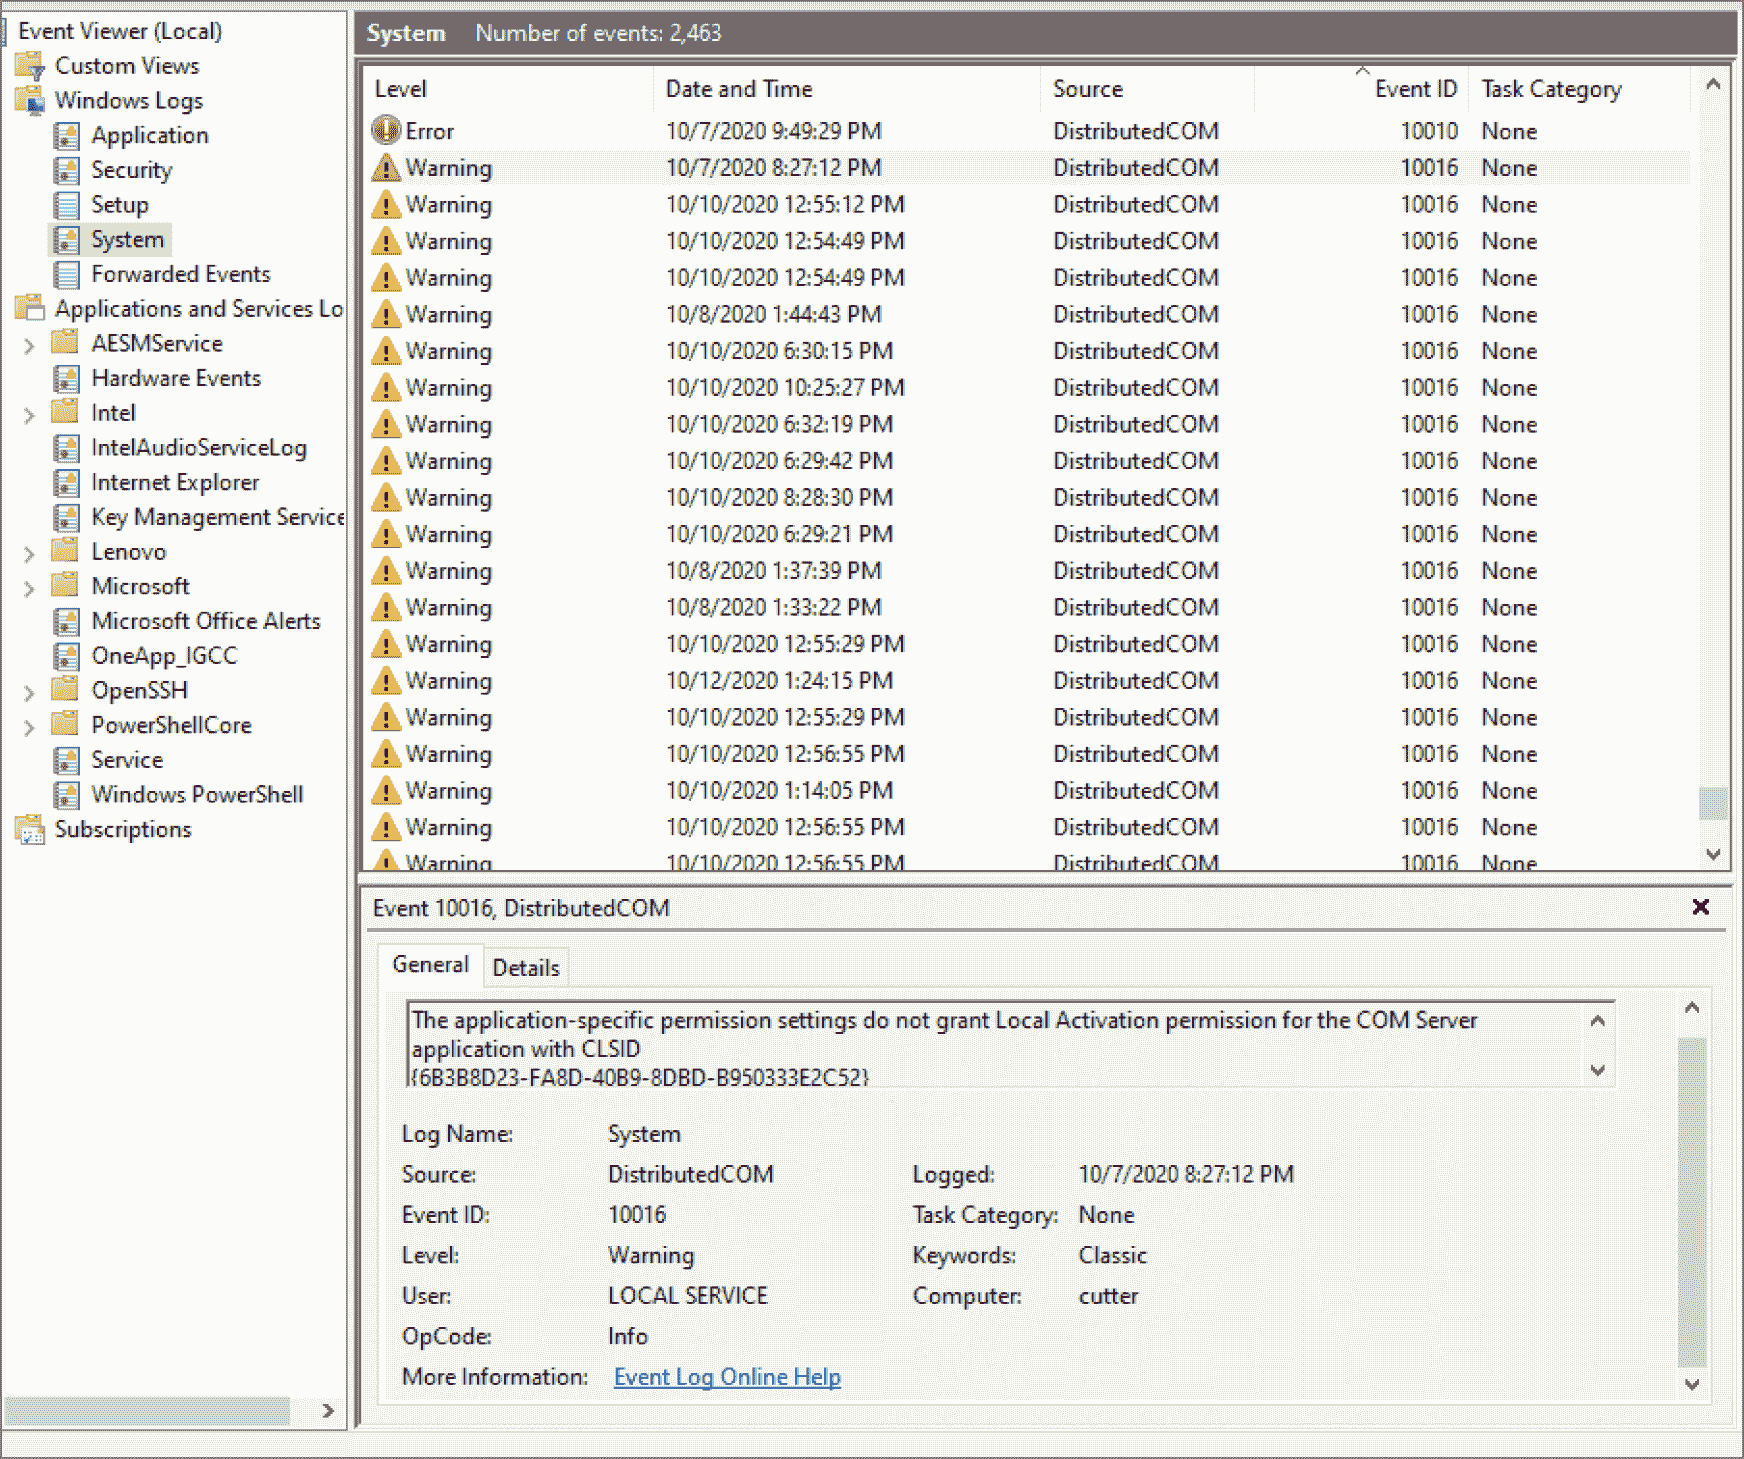 Event Viewer (Local)
Custom Views
Windows Logs
Application
Security
Setup
System
Forwarded Events
Applications and Services Lo
AESMService
Hardware Events
Intel
IntelAudioServiceLog
Internet Explorer
Key Management Service
Lenovo
Microsoft
Microsoft Office Alerts
OneApp_IGCC
OpenSSH
PowerShellCore
Service
Windows PowerShell
Subscriptions
System Number of events: 2,463
Level Date and Time Source Event ID Task Category
Error 10/7/2020 9:49:29 PM DistributedCOM 10010 None
Warning 10/7/2020 8:27:12 PM DistributedCOM 10016 None
Warning 10/10/2020 12:55:12 PM DistributedCOM 10016 None
Warning 10/10/2020 12:54:49 PM DistributedCOM 10016 None
Warning 10/10/2020 12:54:49 PM DistributedCOM 10016 None
Warning 10/8/2020 1:44:43 PM DistributedCOM 10016 None
Warning 10/10/2020 6:30:15 PM DistributedCOM 10016 None
Warning 10/10/2020 10:25:27 PM DistributedCOM 10016 None
Warning 10/10/2020 6:32:19 PM DistributedCOM 10016 None
Warning 10/10/2020 6:29:42 PM DistributedCOM 10016 None
Warning 10/10/2020 8:28:30 PM DistributedCOM 10016 None
Warning 10/10/2020 6:29:21 PM DistributedCOM 10016 None
Warning 10/8/2020 1:37:39 PM DistributedCOM 10016 None
Warning 10/8/2020 1:33:22 PM DistributedCOM 10016 None
Warning 10/10/2020 12:55:29 PM DistributedCOM 10016 None
Warning 10/12/2020 1:24:15 PM DistributedCOM 10016 None
Warning 10/10/2020 12:55:29 PM DistributedCOM 10016 None
Warning 10/10/2020 12:56:55 PM DistributedCOM 10016 None
Warning 10/10/2020 1:14:05 PM DistributedCOM 10016 None
Warning 10/10/2020 12:56:55 PM DistributedCOM 10016 None
Warning 10/10/2020 12:56:55 PM DistributedCOM 10016 None
Event 10016, DistributedCOM
General Details
The application-specific permission settings do not grant Local Activation permission for the COM Server
application with CLSID
{6B3B8D23-FA8D-40B9-8DBD-B950333E2C52}
Log Name: System
Source: DistributedCOM Logged: 10/7/2020 8:27:12 PM
Event ID: 10016 Task Category: None
Level: Warning Keywords: Classic
User: LOCAL SERVICE Computer: cutter
OpCode: Info
More Information: Event Log Online Help